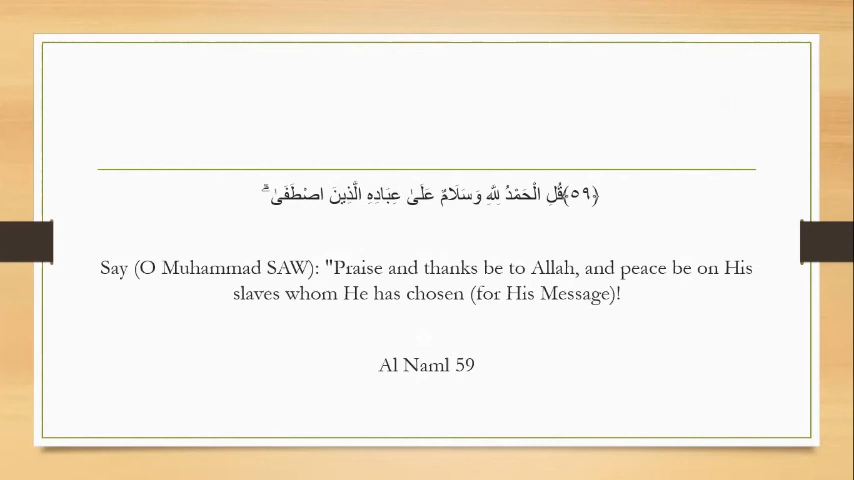 ﴿٥٩﴾قُلِ الْحَمْدُ لِلَّهِ وَسَلَامٌ عَلَىٰ عِبَادِهِ الَّذِينَ اصْطَفَىٰ ۗ
Say (O Muhammad SAW): "Praise and thanks be to Allah, and peace be on His
slaves whom He has chosen (for His Message)!
Al Naml 59